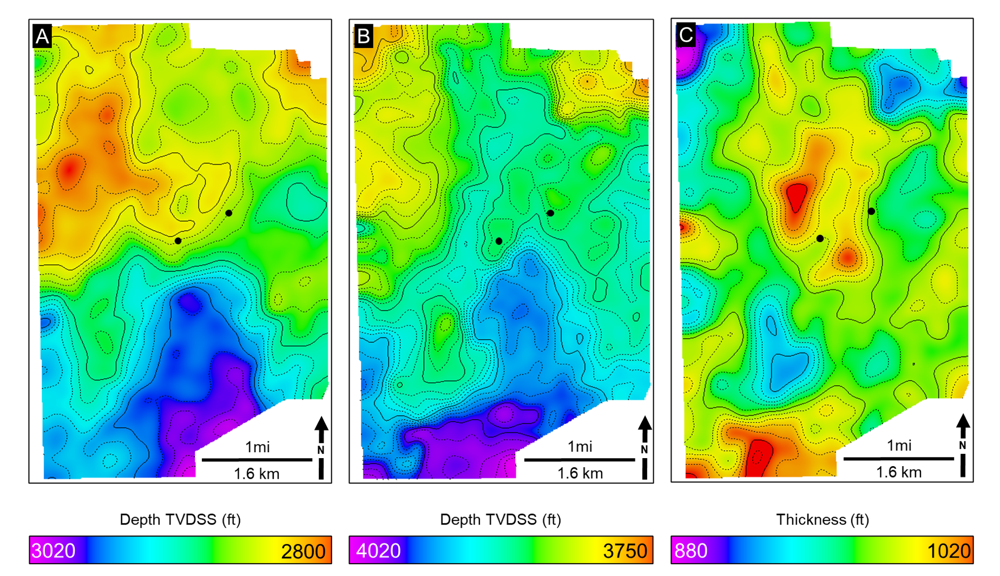 A
B
C
1mi
N
1.6 km
1mi
N
1.6 km
1mi
N
1.6 km
Depth TVDSS (ft)
Depth TVDSS (ft)
Thickness (ft)
3020 2800
4020 3750
880 1020